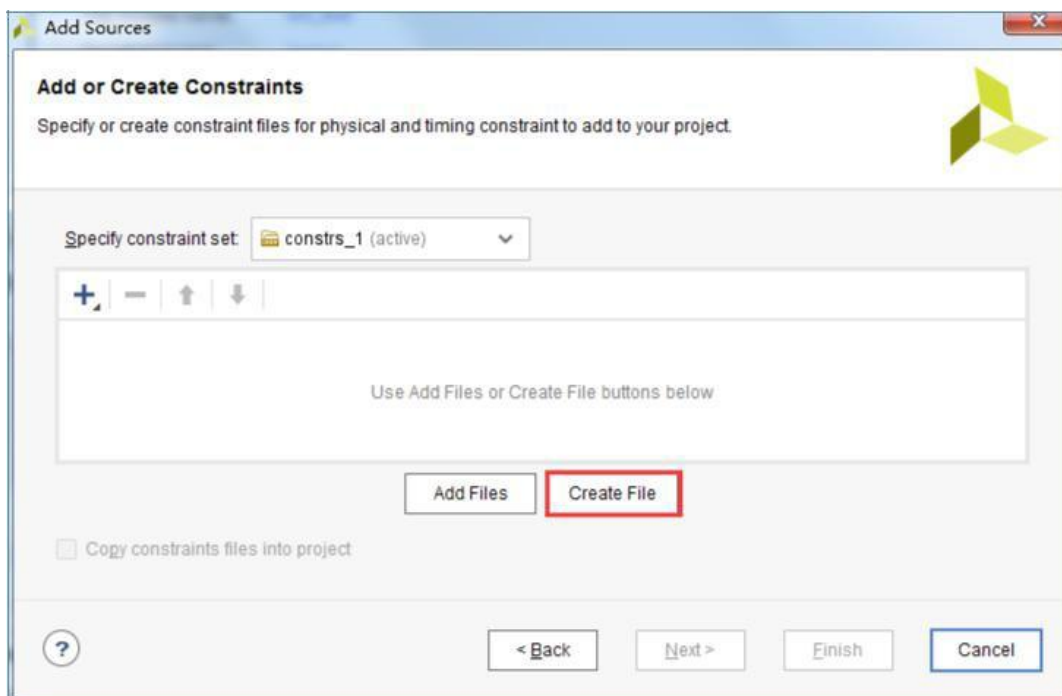 Add Sources
Add or Create Constraints
Specify or create constraint files for physical and timing constraint to add to your project.
Specify constraint set: constrs_1 (active)
Use Add Files or Create File buttons below
Add Files Create File
Copy constraints files into project
? < Back Next > Finish Cancel